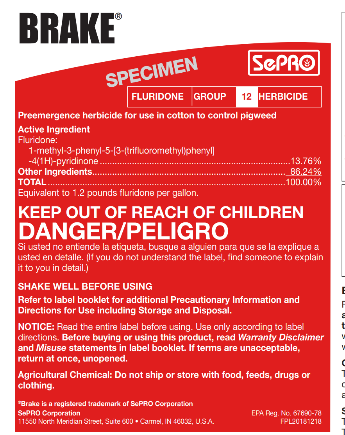 BRAKE®
SPECIMEN
SePRO
FLURIDONE GROUP 12 HERBICIDE
Preemergence herbicide for use in cotton to control pigweed
Active Ingredient
Fluridone:
1-methyl-3-phenyl-5-[3-(trifluoromethyl)phenyl]
-4(1H)-pyridinone ............ 13.76%
Other Ingredients ............ 86.24%
TOTAL ............ 100.00%
Equivalent to 1.2 pounds fluridone per gallon.
KEEP OUT OF REACH OF CHILDREN
DANGER/PELIGRO
Si usted no entiende la etiqueta, busque a alguien para que se la explique a
usted en detalle. (If you do not understand the label, find someone to explain
it to you in detail.)
SHAKE WELL BEFORE USING
Refer to label booklet for additional Precautionary Information and
Directions for Use including Storage and Disposal.
NOTICE: Read the entire label before using. Use only according to label
directions. Before buying or using this product, read Warranty Disclaimer
and Misuse statements in label booklet. If terms are unacceptable,
return at once, unopened.
Agricultural Chemical: Do not ship or store with food, feeds, drugs or
clothing.
®Brake is a registered trademark of SePRO Corporation
SePRO Corporation EPA Reg. No. 67690-78
11550 North Meridian Street, Suite 600 • Carmel, IN 46032, U.S.A. FPL20181218